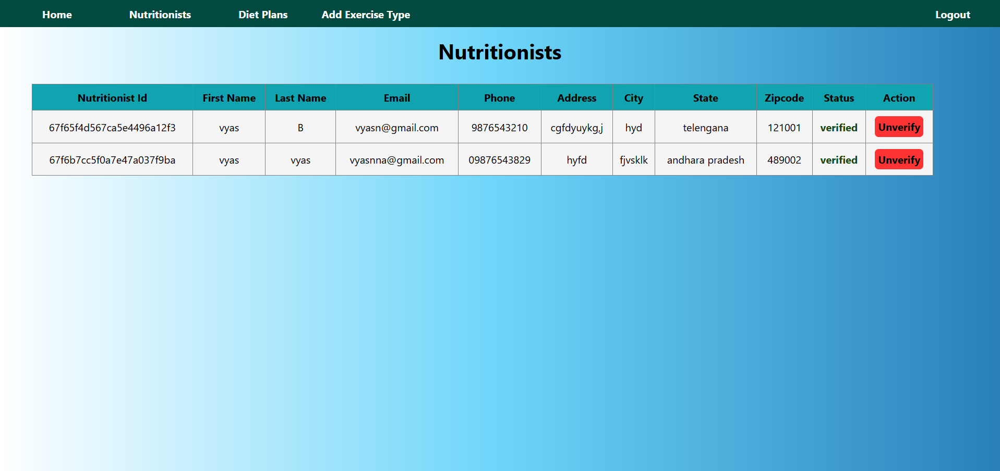 Home Nutritionists Diet Plans Add Exercise Type Logout
Nutritionists
Nutritionist Id First Name Last Name Email Phone Address City State Zipcode Status Action
67f65f4d567ca5e4496a12f3 vyas B vyasn@gmail.com 9876543210 cgfdyuykg,j hyd telengana 121001 verified Unverify
67f6b7cc5f0a7e47a037f9ba vyas vyas vyasnna@gmail.com 09876543829 hyfd fjvsklk andhara pradesh 489002 verified Unverify